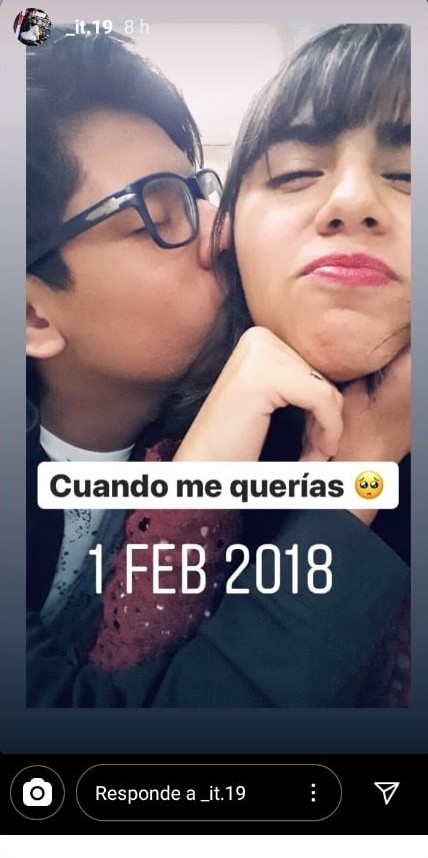 _it.19 8 h
Cuando me querías 🥺
1 FEB 2018
Responde a _it.19